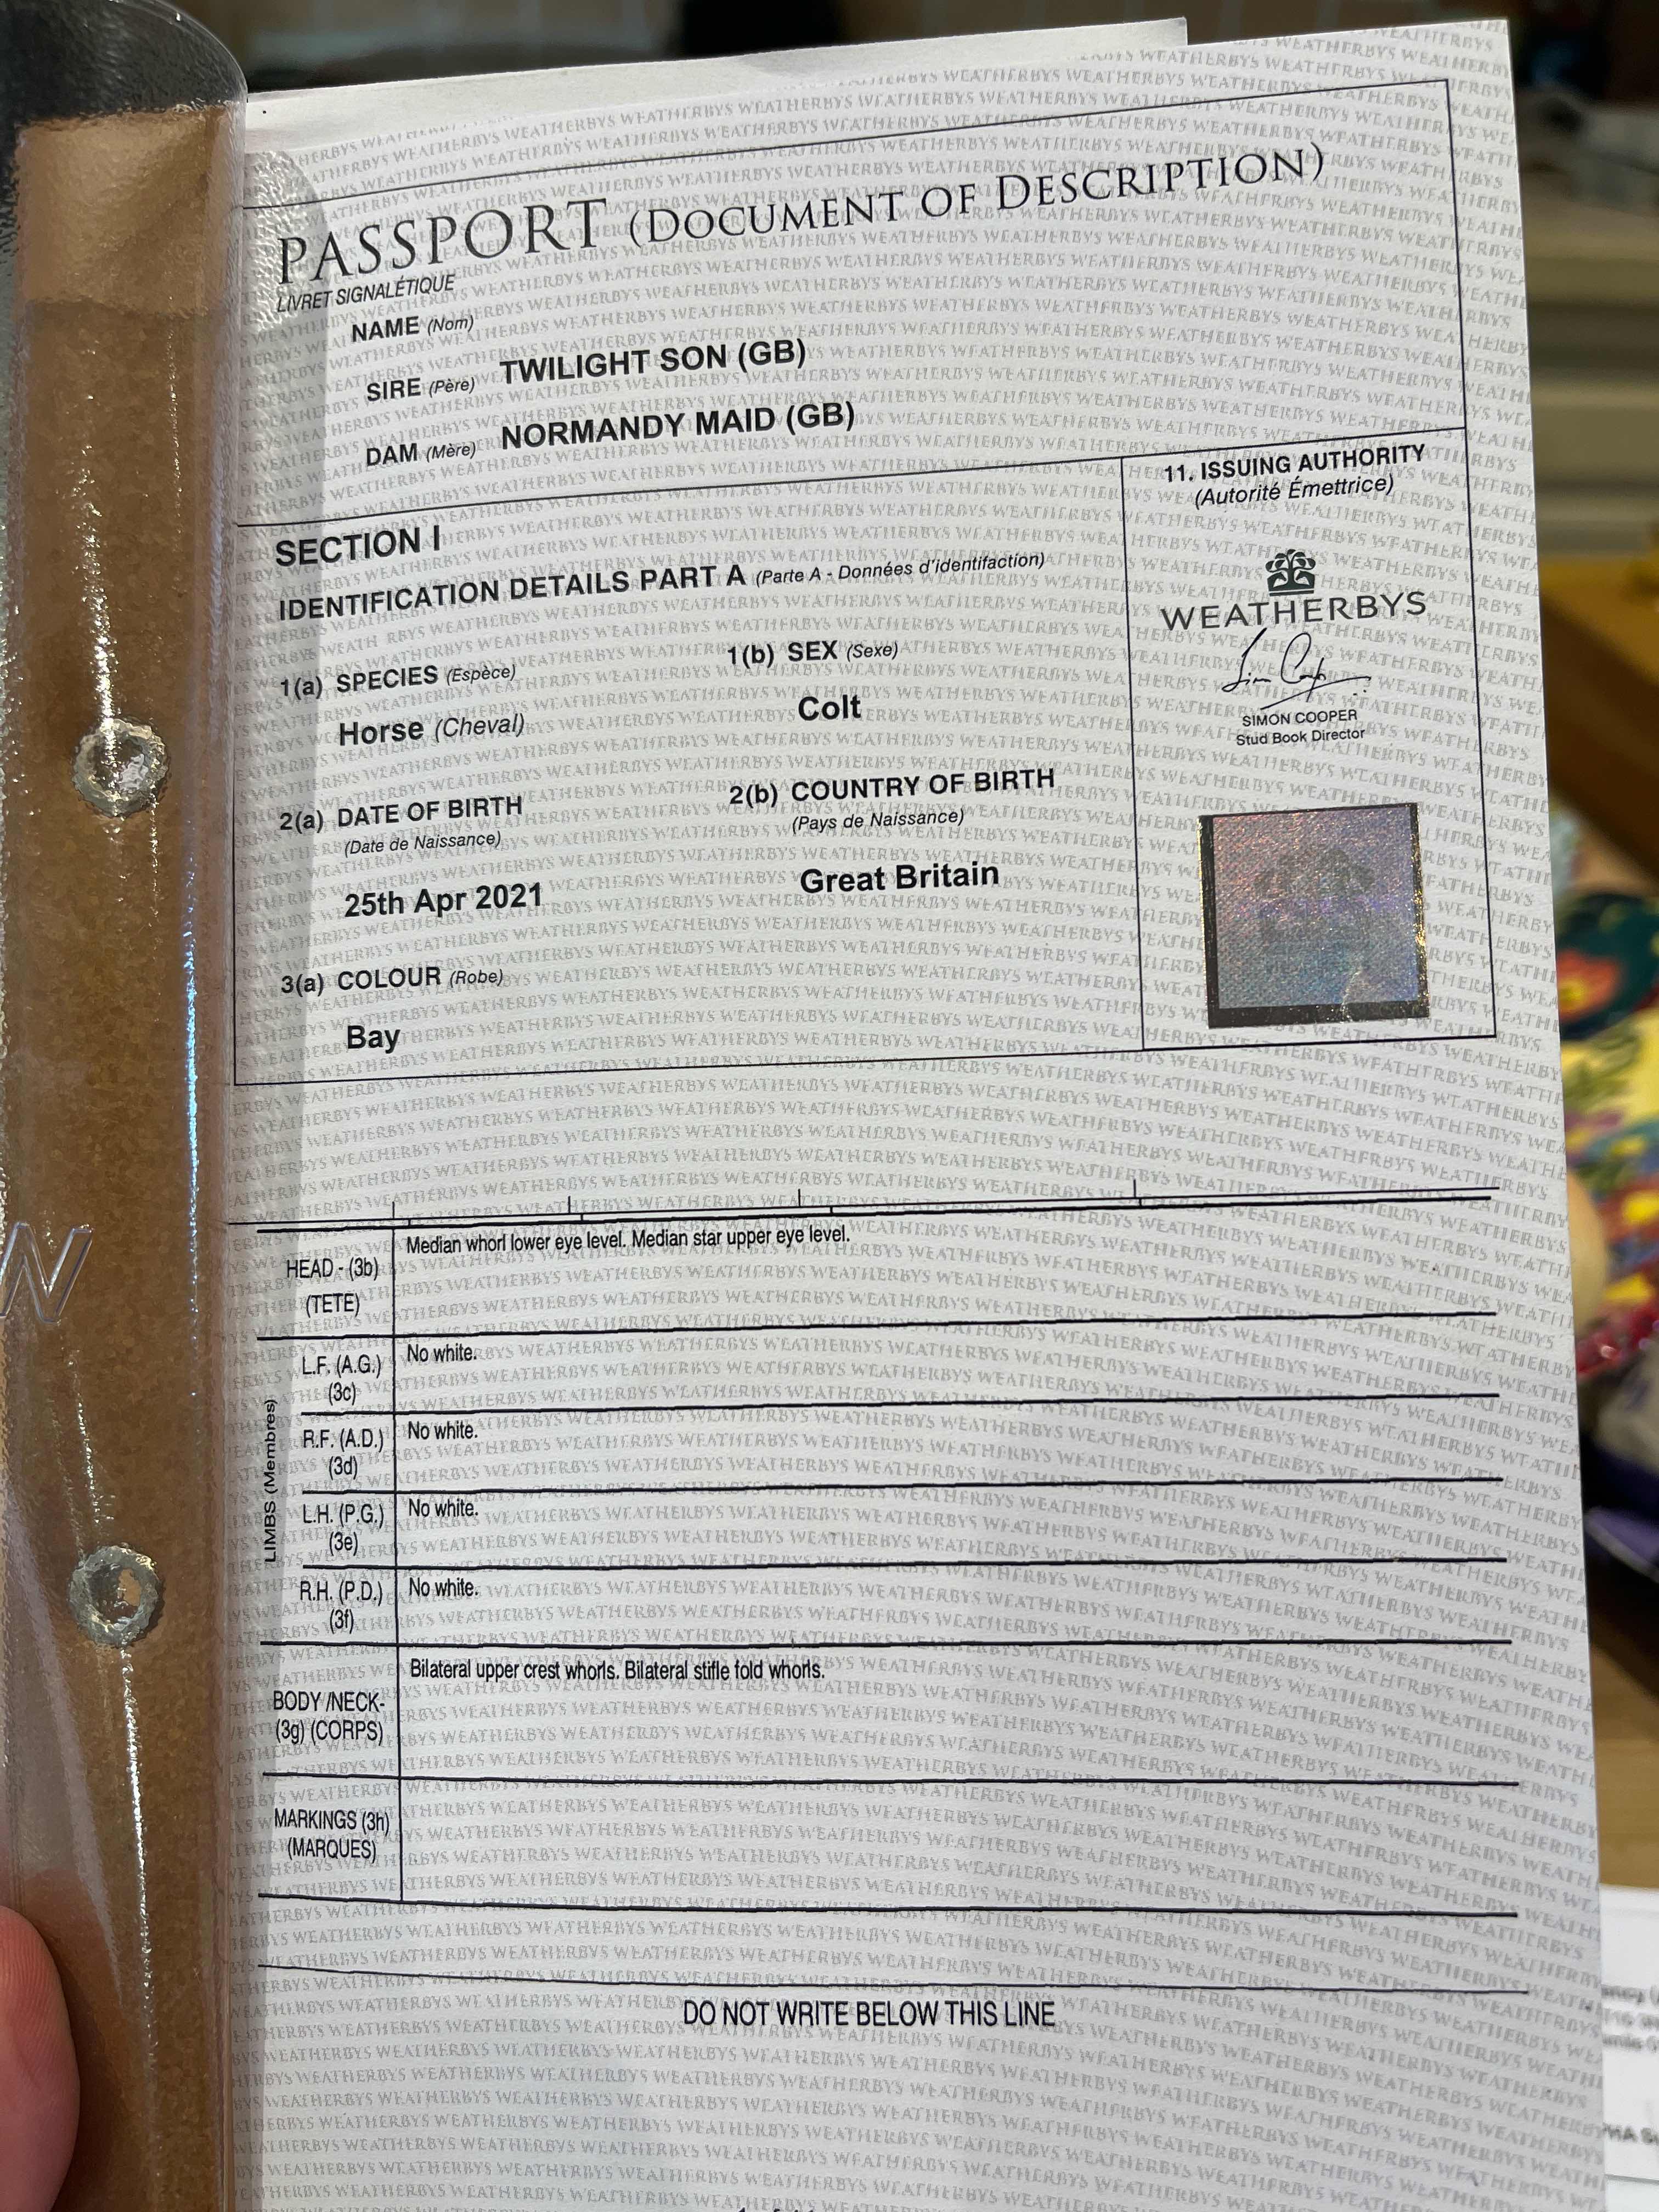 PASSPORT (DOCUMENT OF DESCRIPTION)
LIVRET SIGNALÉTIQUE
NAME (Nom)
SIRE (Père) TWILIGHT SON (GB)
DAM (Mère) NORMANDY MAID (GB)
SECTION I
IDENTIFICATION DETAILS PART A (Parte A - Données d'identifaction)
1(a) SPECIES (Espèce)
Horse (Cheval)
1(b) SEX (Sexe)
Colt
2(a) DATE OF BIRTH
(Date de Naissance)
25th Apr 2021
2(b) COUNTRY OF BIRTH
(Pays de Naissance)
Great Britain
3(a) COLOUR (Robe)
Bay
11. ISSUING AUTHORITY
(Autorité Émettrice)
WEATHERBYS
SIMON COOPER
Stud Book Director
HEAD - (3b)
(TETE)
Median whorl lower eye level. Median star upper eye level.
LIMBS (Membres)
L.F. (A.G.)
(3c)
No white.
R.F. (A.D.)
(3d)
No white.
L.H. (P.G.)
(3e)
No white.
R.H. (P.D.)
(3f)
No white.
BODY /NECK-
(3g) (CORPS)
Bilateral upper crest whorls. Bilateral stifle fold whorls.
MARKINGS (3h)
(MARQUES)
DO NOT WRITE BELOW THIS LINE